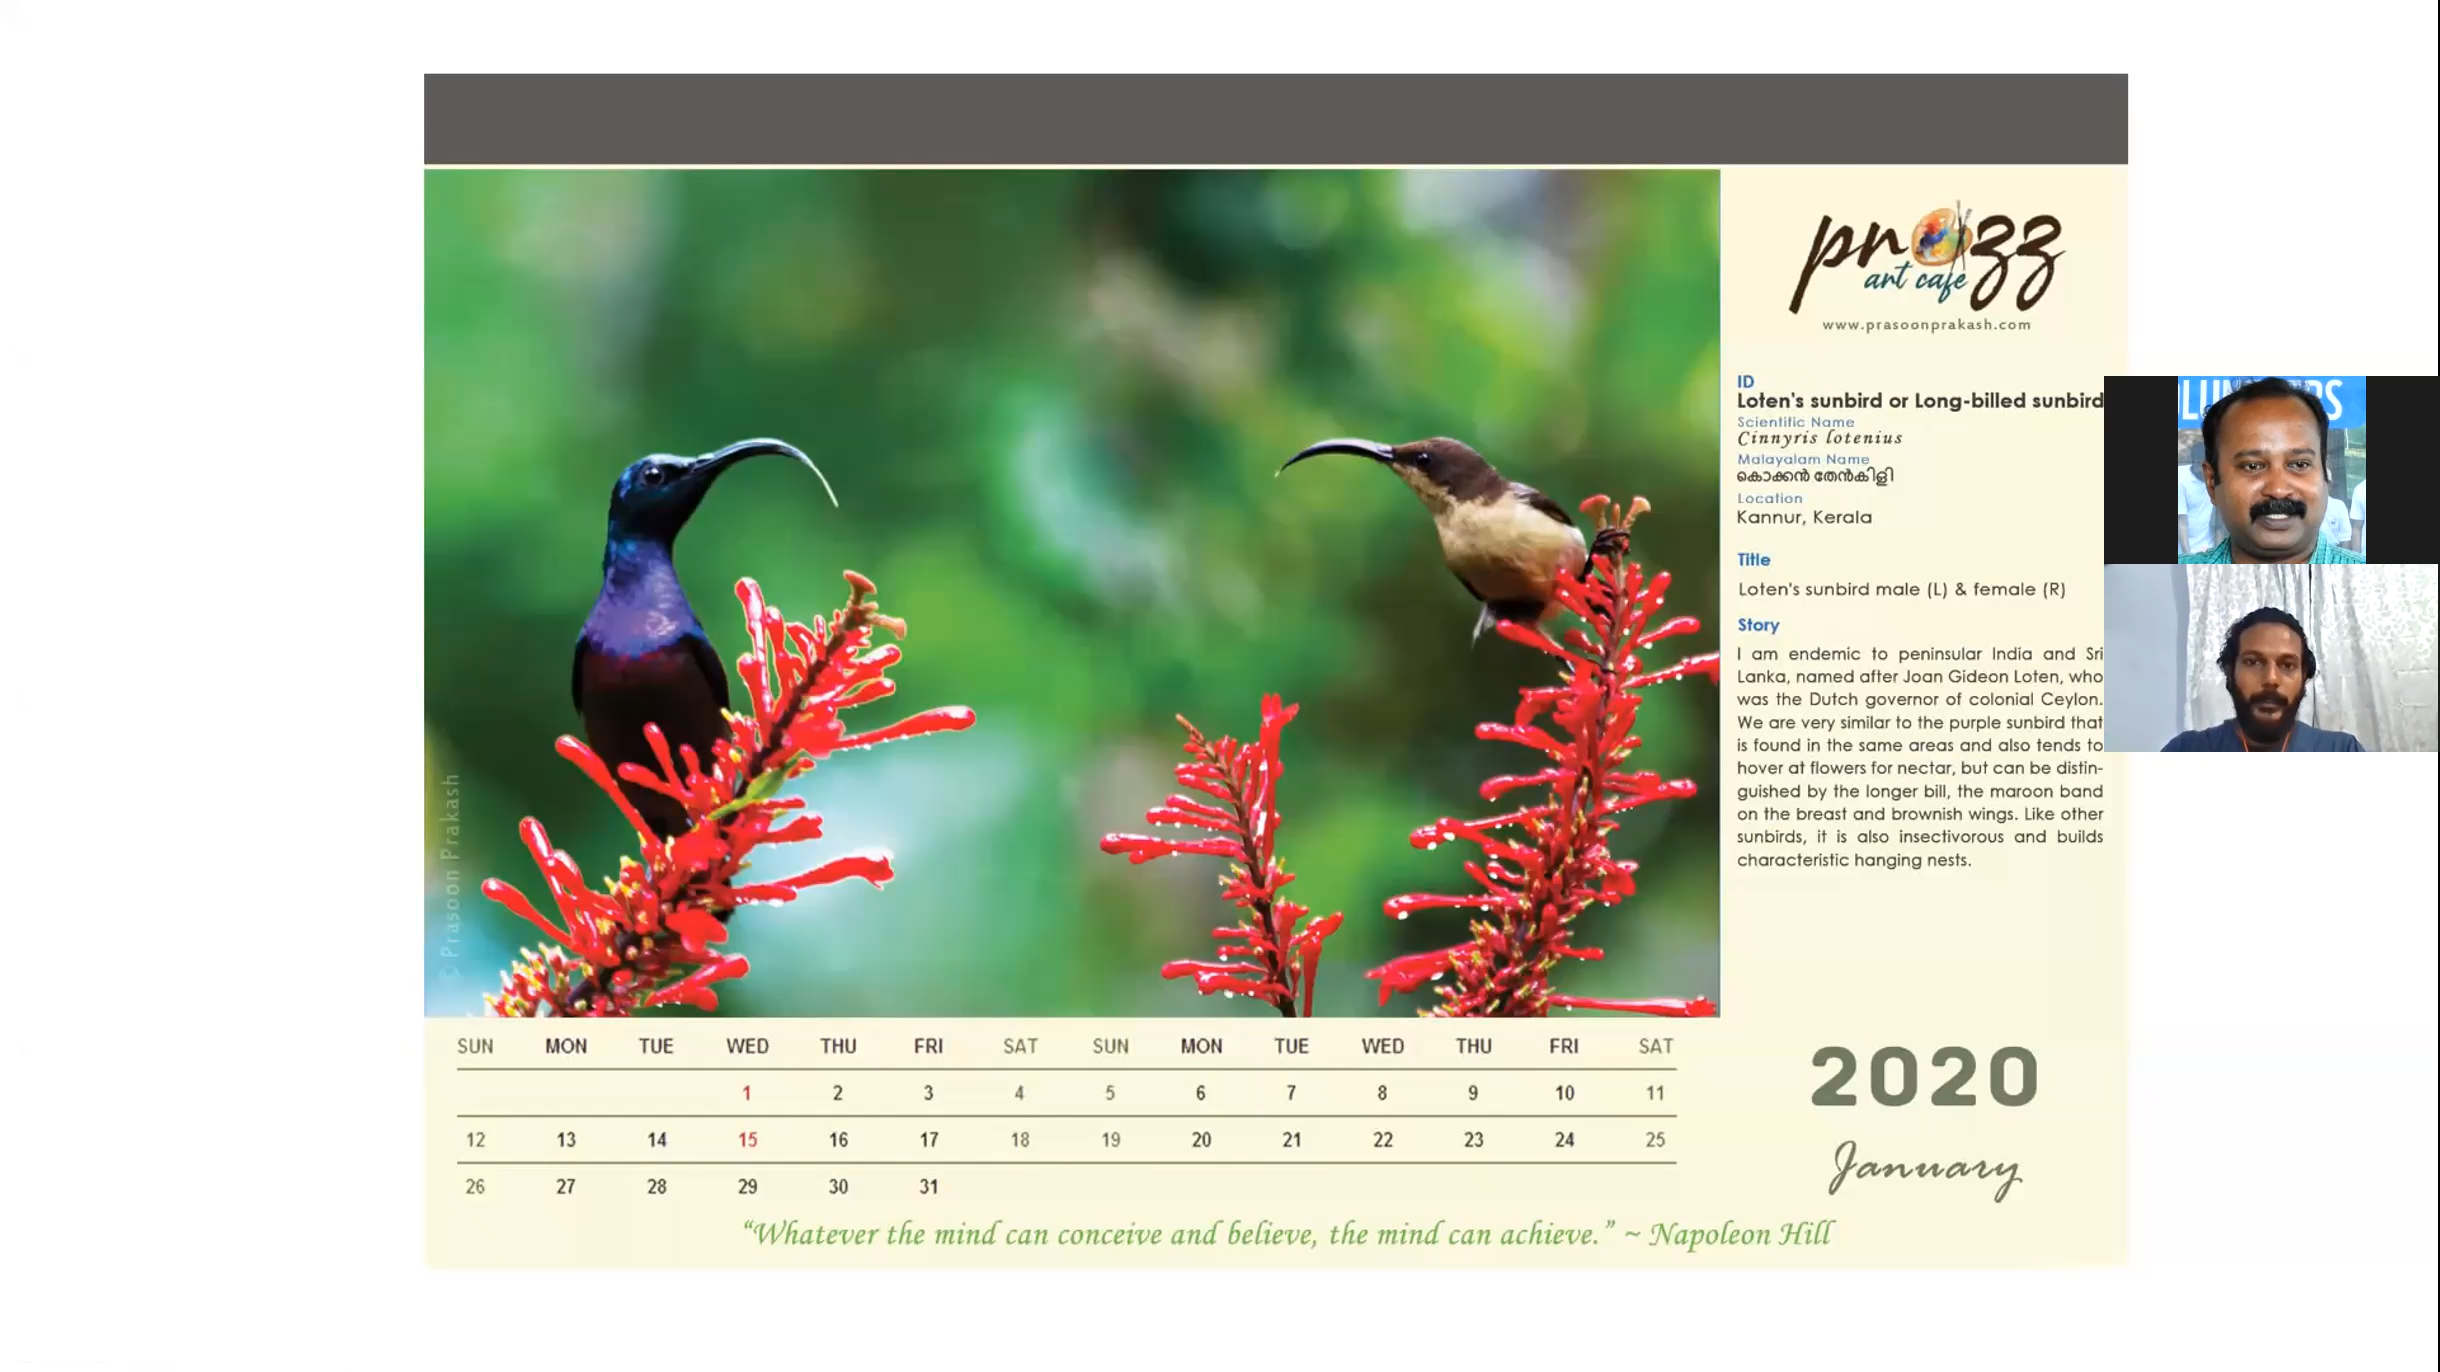 pnozz
art cafe
www.prasoonprakash.com
ID
Loten's sunbird or Long-billed sunbird
Scientific Name
Cinnyris lotenius
Malayalam Name
കൊക്കൻ തേൻകിളി
Location
Kannur, Kerala
Title
Loten's sunbird male (L) & female (R)
Story
I am endemic to peninsular India and Sri
Lanka, named after Joan Gideon Loten, who
was the Dutch governor of colonial Ceylon.
We are very similar to the purple sunbird that
is found in the same areas and also tends to
hover at flowers for nectar, but can be distin-
guished by the longer bill, the maroon band
on the breast and brownish wings. Like other
sunbirds, it is also insectivorous and builds
characteristic hanging nests.
© Prasoon Prakash
SUN MON TUE WED THU FRI SAT SUN MON TUE WED THU FRI SAT
1 2 3 4 5 6 7 8 9 10 11
12 13 14 15 16 17 18 19 20 21 22 23 24 25
26 27 28 29 30 31
2020
January
“Whatever the mind can conceive and believe, the mind can achieve.” ~ Napoleon Hill